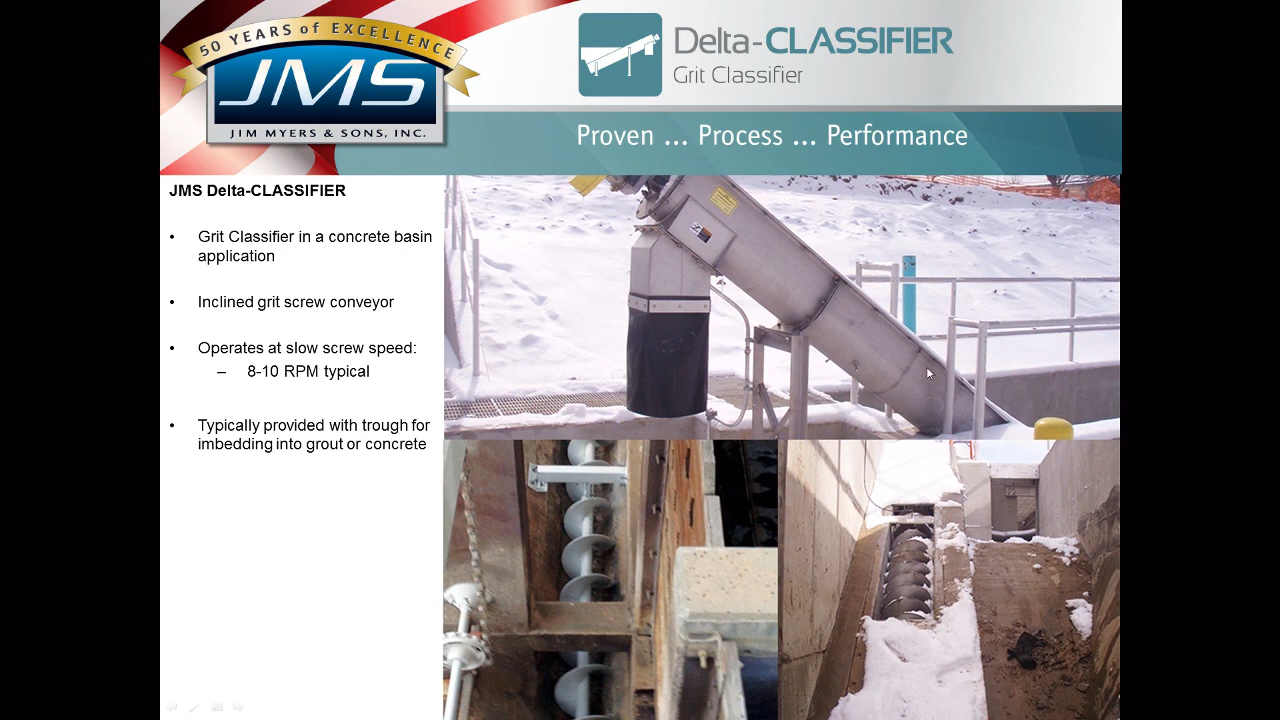 50 YEARS of EXCELLENCE
JMS
JIM MYERS & SONS, INC.
Delta-CLASSIFIER
Grit Classifier
Proven ... Process ... Performance
JMS Delta-CLASSIFIER
• Grit Classifier in a concrete basin
application
• Inclined grit screw conveyor
• Operates at slow screw speed:
– 8-10 RPM typical
• Typically provided with trough for
imbedding into grout or concrete